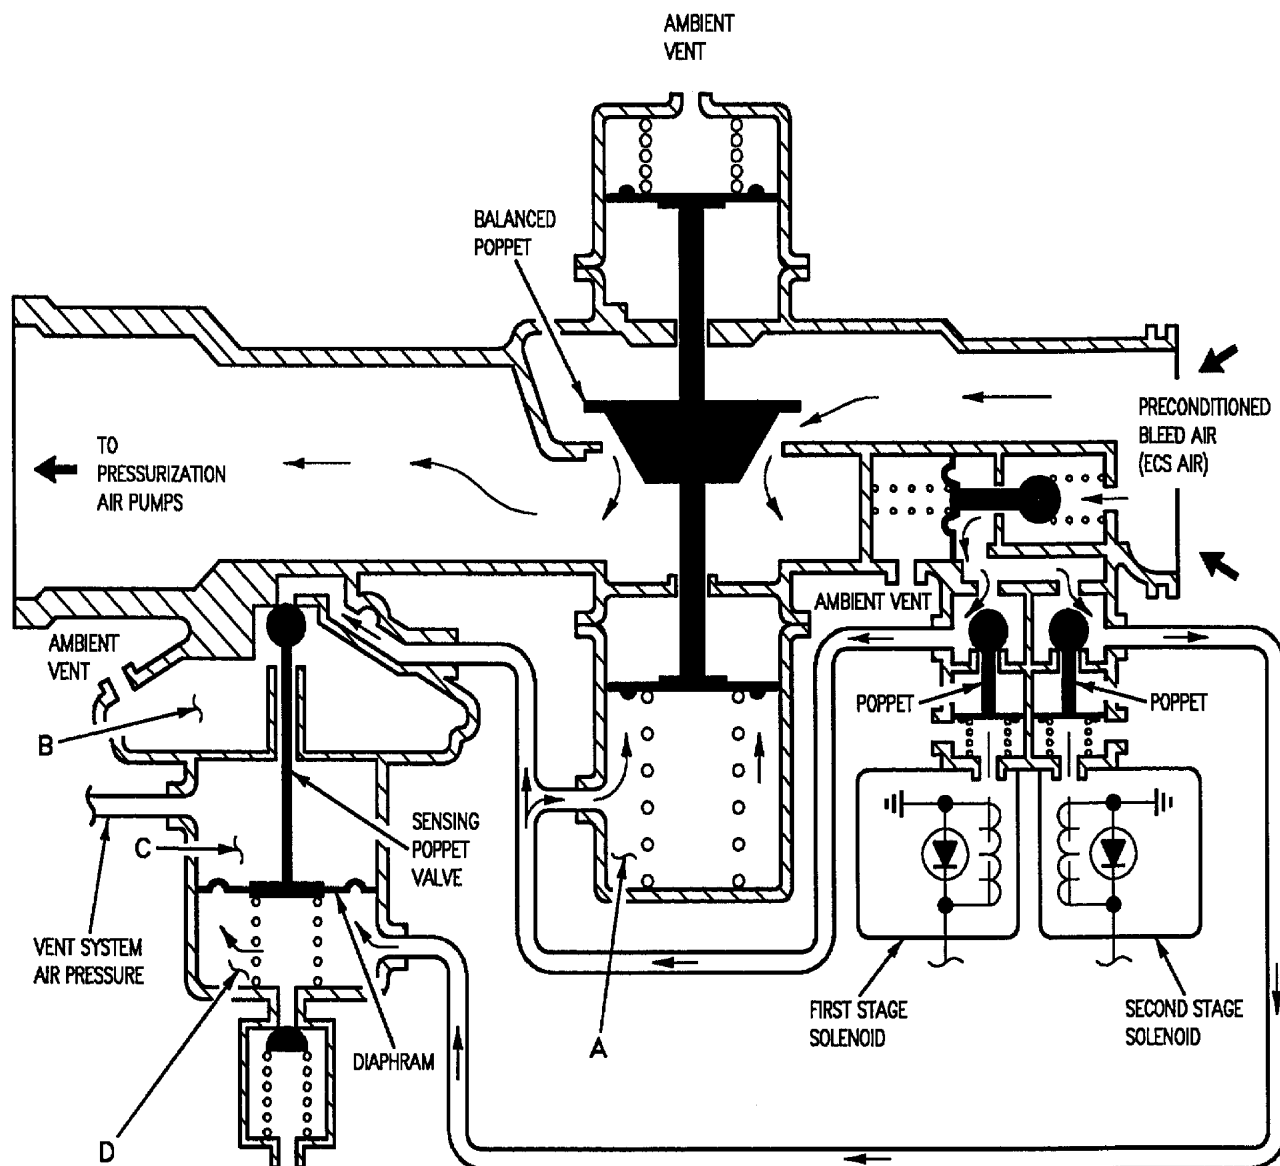 AMBIENT
VENT
BALANCED
POPPET
PRECONDITIONED
BLEED AIR
(ECS AIR)
TO
PRESSURIZATION
AIR PUMPS
AMBIENT VENT
AMBIENT
VENT
B
POPPET
POPPET
C
SENSING
POPPET
VALVE
VENT SYSTEM
AIR PRESSURE
FIRST STAGE
SOLENOID
SECOND STAGE
SOLENOID
DIAPHRAM
A
D